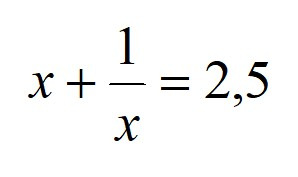 x + 1/x = 2,5